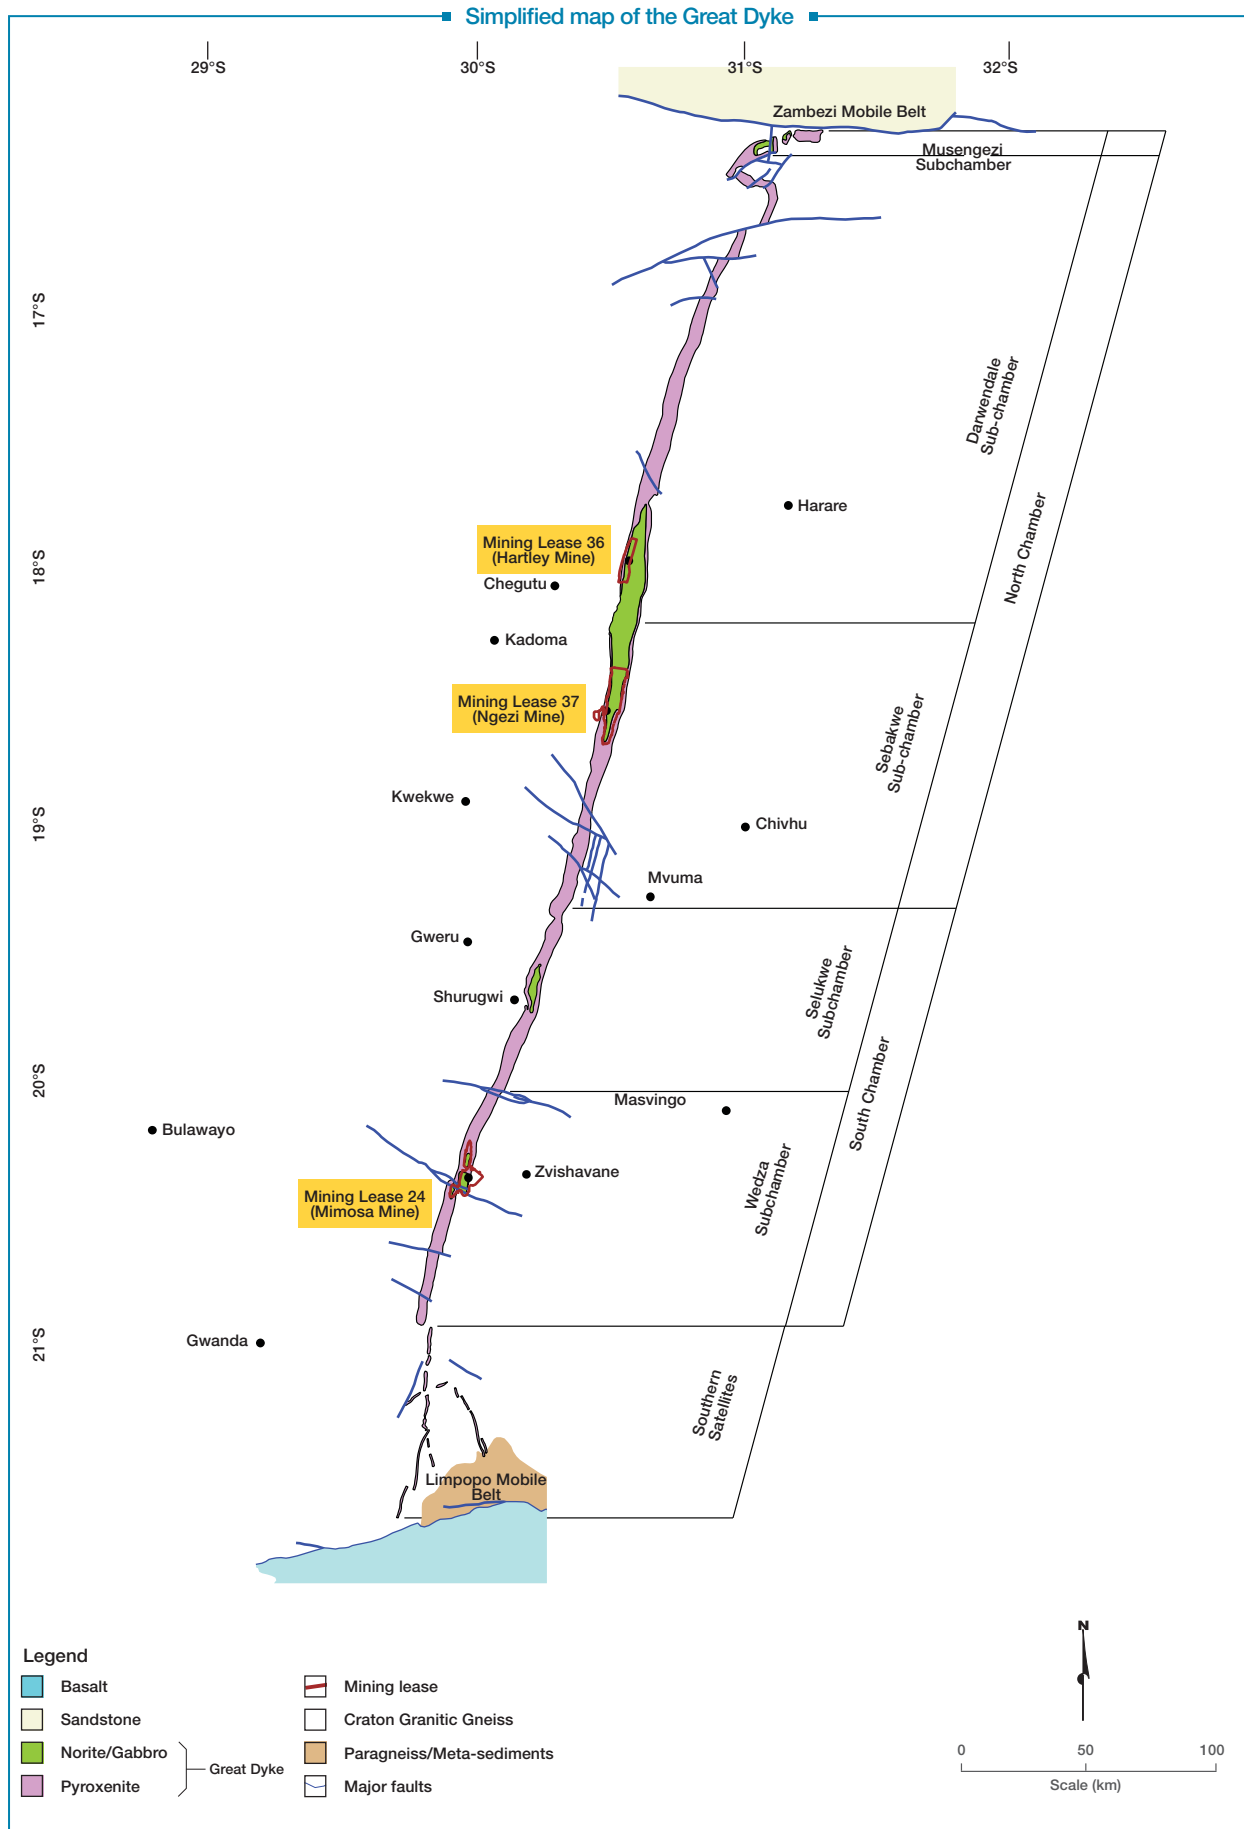 Simplified map of the Great Dyke
29°S
30°S
31°S
32°S
Zambezi Mobile Belt
Musengezi
Subchamber
17°S
Darwendale
Sub-chamber
Harare
North Chamber
Mining Lease 36
(Hartley Mine)
18°S
Chegutu
Kadoma
Mining Lease 37
(Ngezi Mine)
Sebakwe
Sub-chamber
Kwekwe
19°S
Chivhu
Mvuma
Gweru
Selukwe
Subchamber
Shurugwi
20°S
South Chamber
Masvingo
Bulawayo
Zvishavane
Wedza
Subchamber
Mining Lease 24
(Mimosa Mine)
21°S
Gwanda
Southern
Satellites
Limpopo Mobile
Belt
N
Legend
Basalt
Sandstone
Norite/Gabbro
Pyroxenite
Great Dyke
Mining lease
Craton Granitic Gneiss
Paragneiss/Meta-sediments
Major faults
0 50 100
Scale (km)